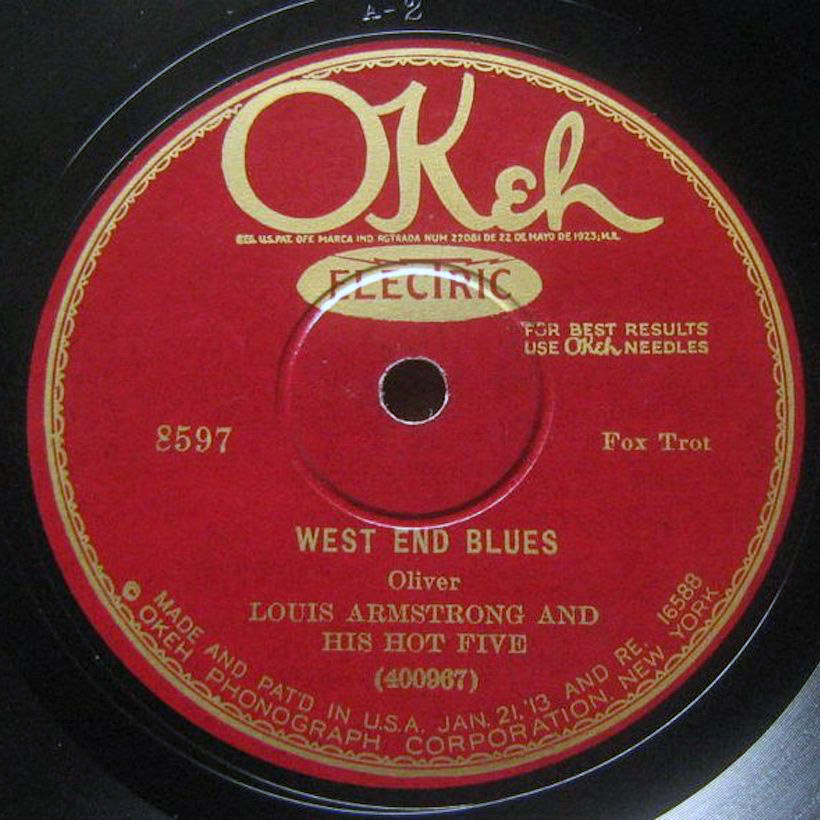 A-2
OKeh
REG. U.S. PAT. OFF. MARCA IND. RGTRADA NUM 22081 DE 22 DE MAYO DE 1923; M.R.
ELECTRIC
FOR BEST RESULTS
USE OKeh NEEDLES
8597
Fox Trot
WEST END BLUES
Oliver
LOUIS ARMSTRONG AND
HIS HOT FIVE
(400967)
MADE AND PAT'D IN U.S.A. JAN. 21, '13 AND RE. 16588
OKEH PHONOGRAPH CORPORATION. NEW YORK